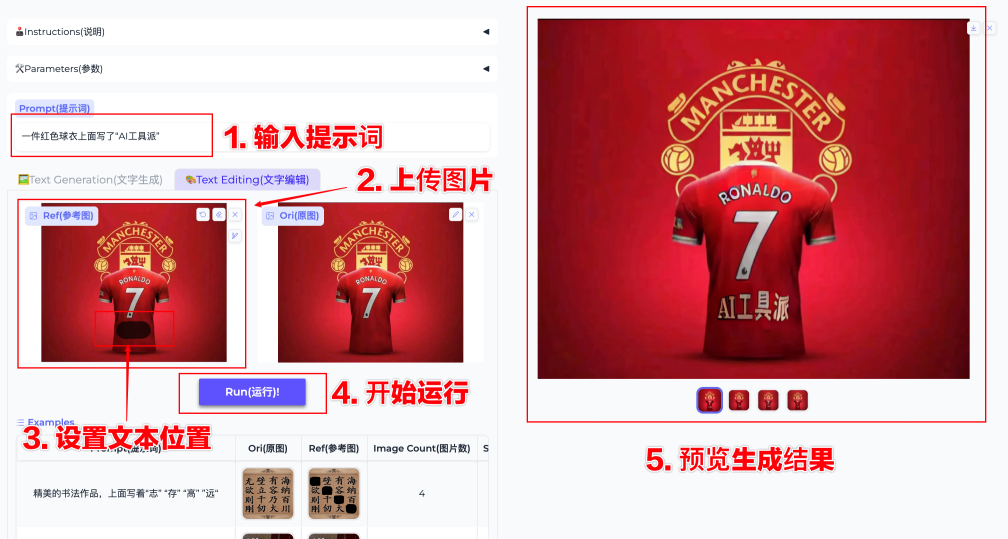 🕹️Instructions(说明)
🛠️Parameters(参数)
Prompt(提示词)
一件红色球衣上面写了“AI工具派”
1. 输入提示词
🖼️Text Generation(文字生成)
🎨Text Editing(文字编辑)
2. 上传图片
Ref(参考图)
MANCHESTER
RONALDO
7
Ori(原图)
MANCHESTER
RONALDO
7
Run(运行)!
4. 开始运行
Examples
3. 设置文本位置
Ori(原图)
Ref(参考图)
Image Count(图片数)
S
精美的书法作品，上面写着“志” “存” “高” ”远“
4
MANCHESTER
RONALDO
7
AI工具派
5. 预览生成结果